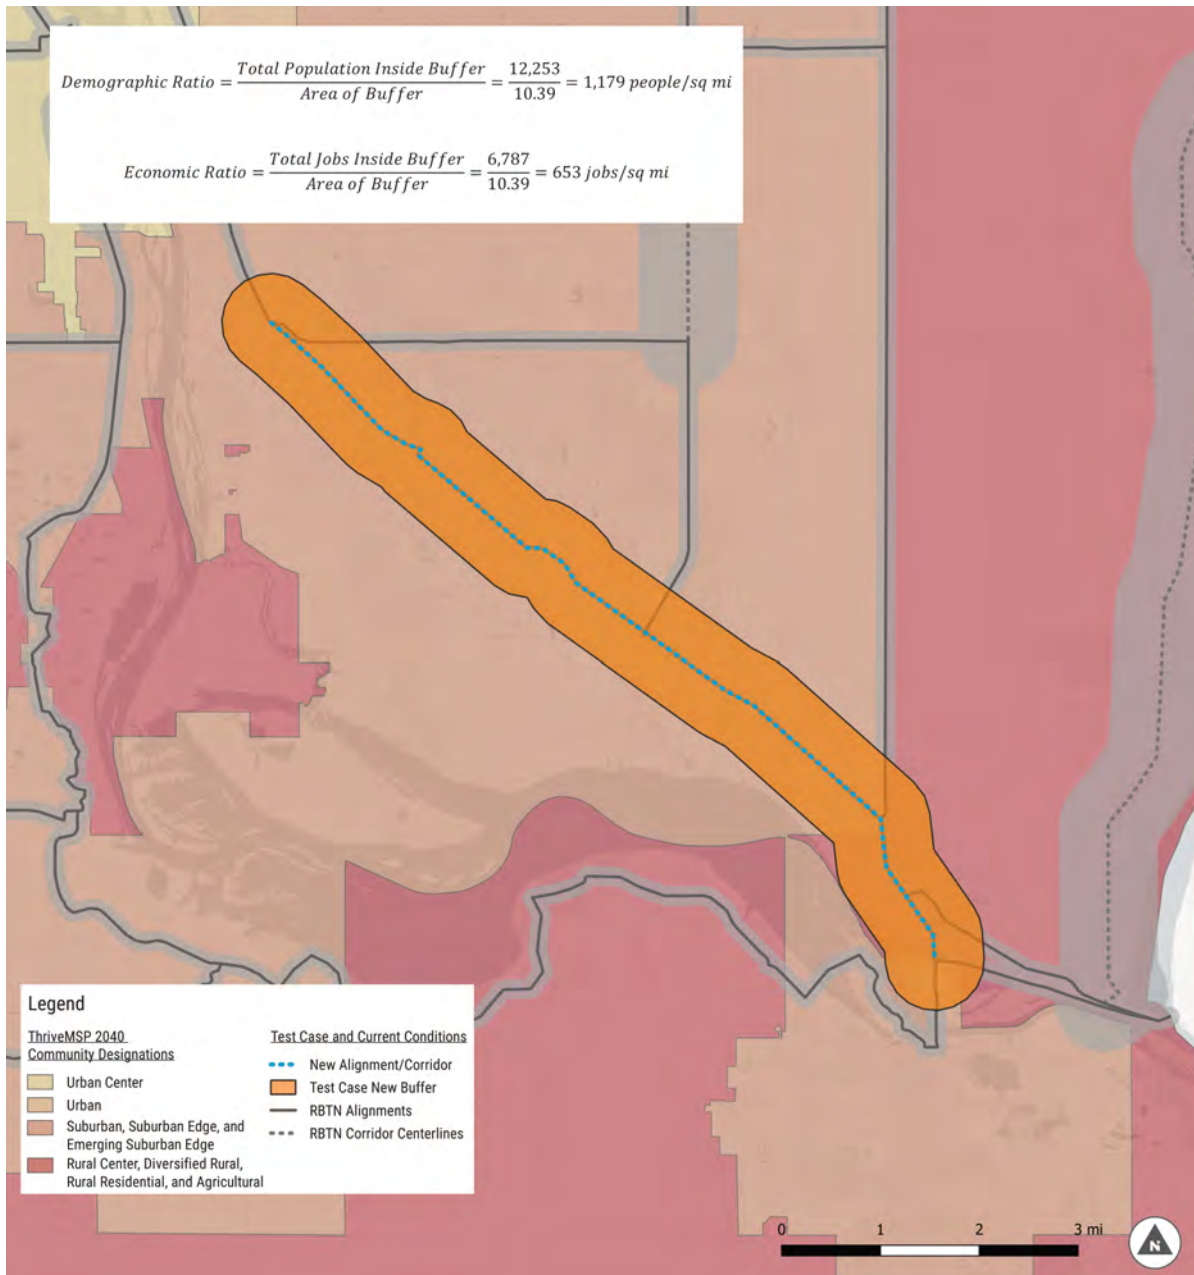 Demographic Ratio = Total Population Inside Buffer / Area of Buffer = 12,253 / 10.39 = 1,179 people/sq mi
Economic Ratio = Total Jobs Inside Buffer / Area of Buffer = 6,787 / 10.39 = 653 jobs/sq mi
Legend
ThriveMSP 2040
Community Designations
Urban Center
Urban
Suburban, Suburban Edge, and
Emerging Suburban Edge
Rural Center, Diversified Rural,
Rural Residential, and Agricultural
Test Case and Current Conditions
New Alignment/Corridor
Test Case New Buffer
RBTN Alignments
RBTN Corridor Centerlines
0 1 2 3 mi
N